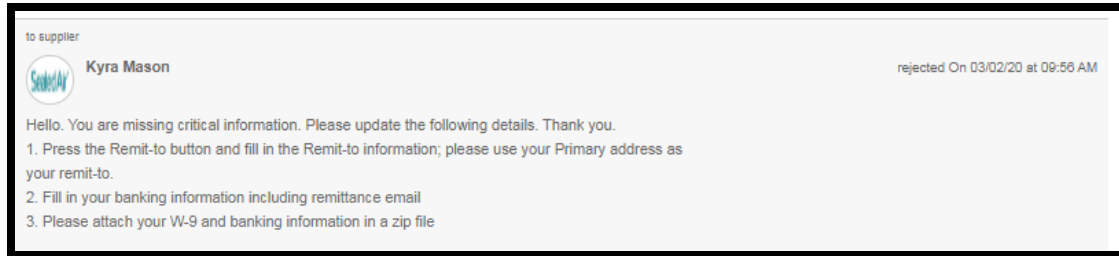 to supplier
Sealed Air
Kyra Mason
rejected On 03/02/20 at 09:56 AM
Hello. You are missing critical information. Please update the following details. Thank you.
1. Press the Remit-to button and fill in the Remit-to information; please use your Primary address as
your remit-to.
2. Fill in your banking information including remittance email
3. Please attach your W-9 and banking information in a zip file